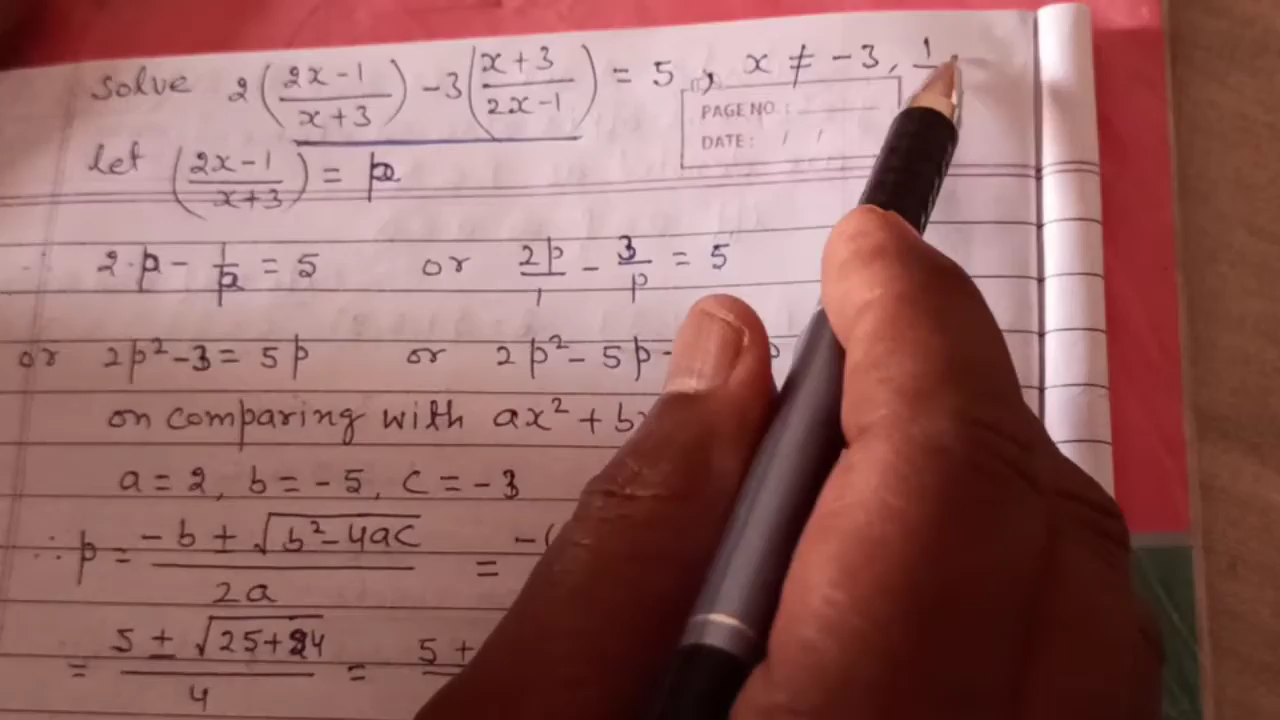 Solve 2(2x-1/x+3) -3(x+3/2x-1) = 5, x ≠ -3, 1
PAGE NO.:
DATE: / /
let (2x-1/x+3) = p
2·p - 1/p = 5 or 2p/1 - 3/p = 5
or 2p²-3 = 5p or 2p²- 5p
on comparing with ax² + b
a = 2, b = -5, c = -3
∴ p = -b ± √b²-4ac/2a = -(
= 5 ± √25+24/4 = 5 +